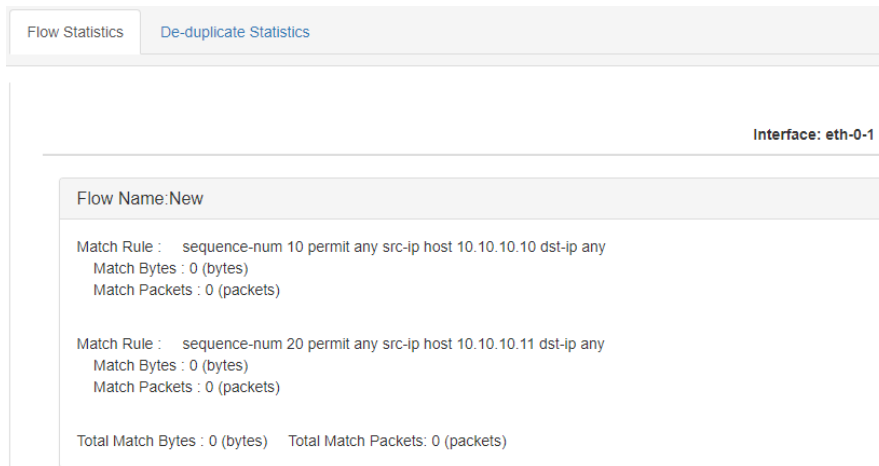 Flow Statistics De-duplicate Statistics
Interface: eth-0-1
Flow Name:New
Match Rule : sequence-num 10 permit any src-ip host 10.10.10.10 dst-ip any
Match Bytes : 0 (bytes)
Match Packets : 0 (packets)
Match Rule : sequence-num 20 permit any src-ip host 10.10.10.11 dst-ip any
Match Bytes : 0 (bytes)
Match Packets : 0 (packets)
Total Match Bytes : 0 (bytes) Total Match Packets: 0 (packets)